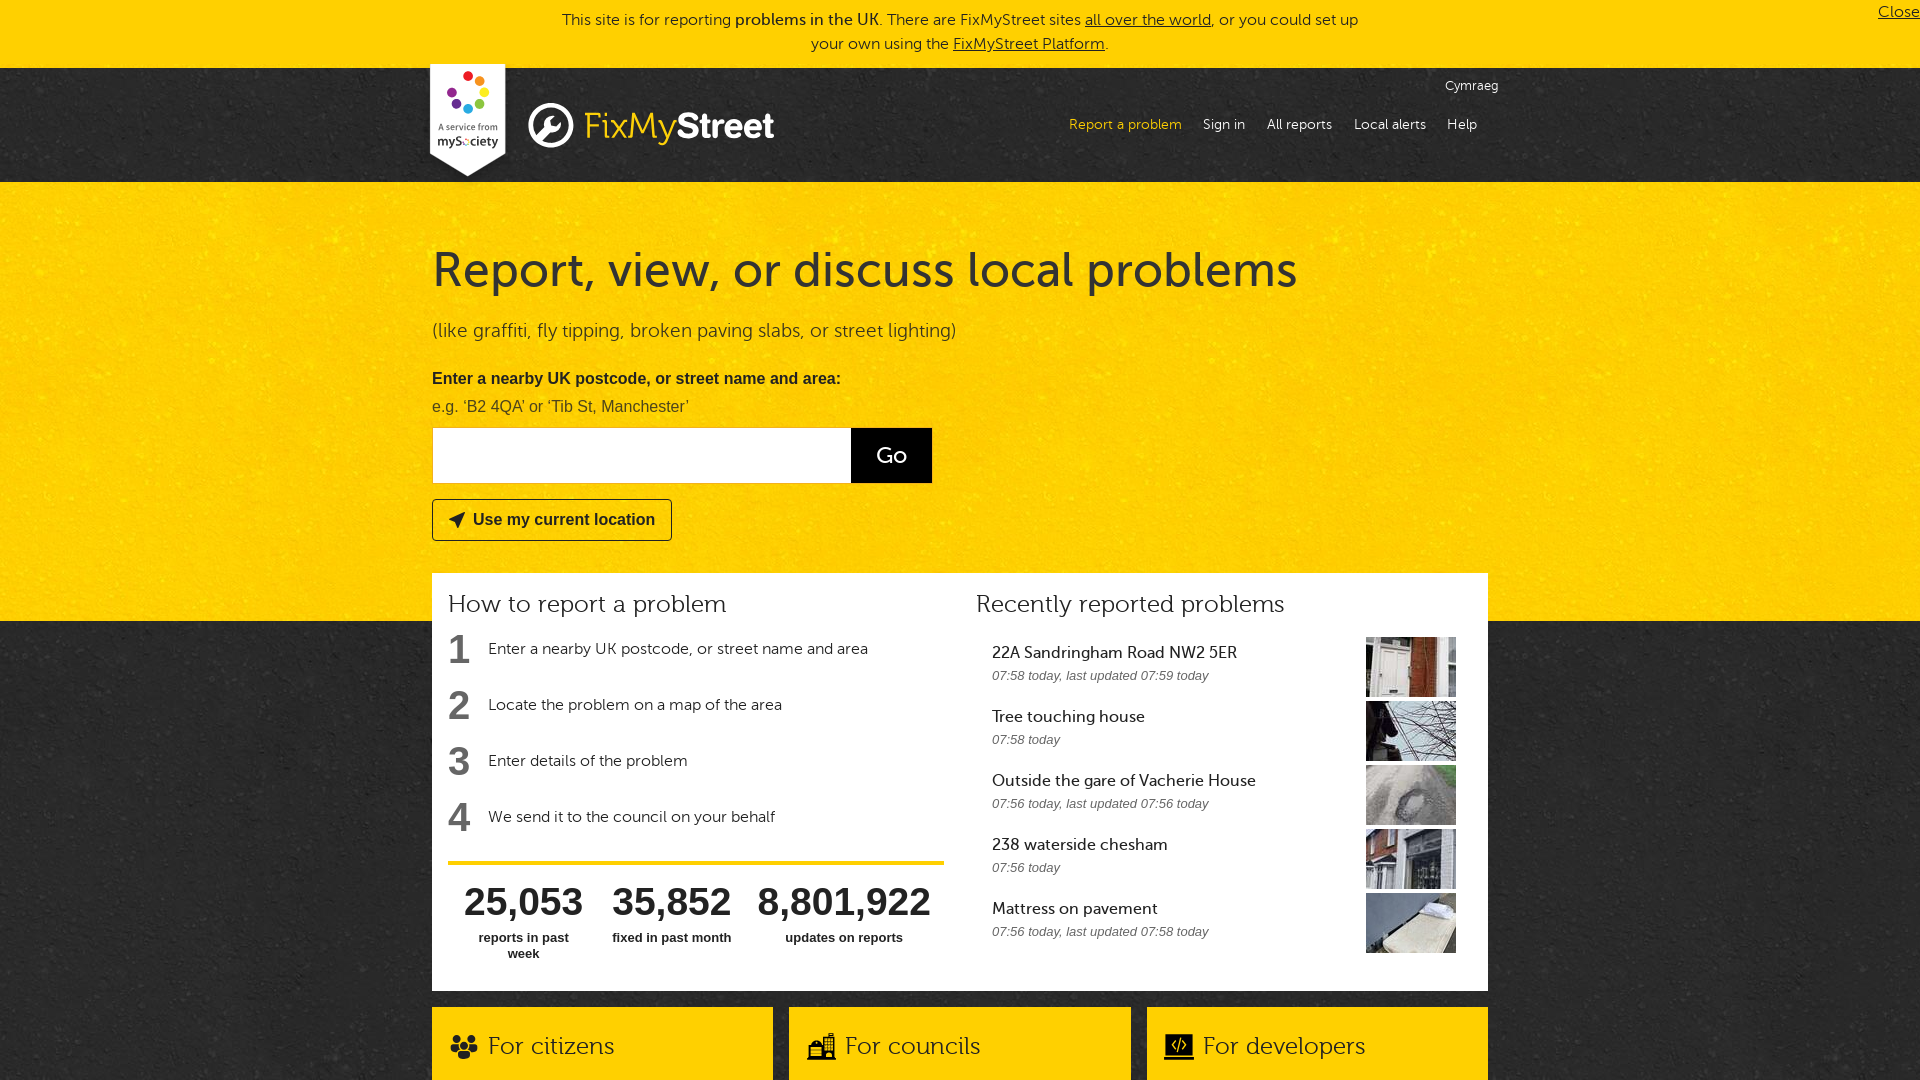 This site is for reporting problems in the UK. There are FixMyStreet sites all over the world, or you could set up
your own using the FixMyStreet Platform.
Close
A service from
mySociety
FixMyStreet
Cymraeg
Report a problem
Sign in
All reports
Local alerts
Help
Report, view, or discuss local problems
(like graffiti, fly tipping, broken paving slabs, or street lighting)
Enter a nearby UK postcode, or street name and area:
e.g. ‘B2 4QA’ or ‘Tib St, Manchester’
Go
Use my current location
How to report a problem
1 Enter a nearby UK postcode, or street name and area
2 Locate the problem on a map of the area
3 Enter details of the problem
4 We send it to the council on your behalf
25,053
reports in past
week
35,852
fixed in past month
8,801,922
updates on reports
Recently reported problems
22A Sandringham Road NW2 5ER
07:58 today, last updated 07:59 today
Tree touching house
07:58 today
Outside the gare of Vacherie House
07:56 today, last updated 07:56 today
238 waterside chesham
07:56 today
Mattress on pavement
07:56 today, last updated 07:58 today
For citizens
For councils
For developers